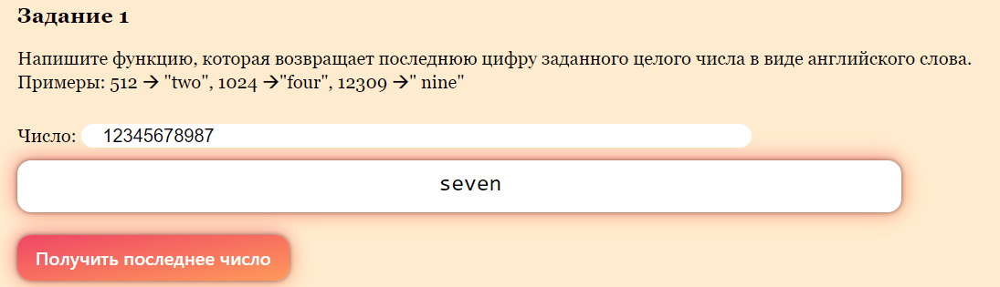 Задание 1
Напишите функцию, которая возвращает последнюю цифру заданного целого числа в виде английского слова.
Примеры: 512 → "two", 1024 →"four", 12309 →" nine"
Число: 12345678987
seven
Получить последнее число